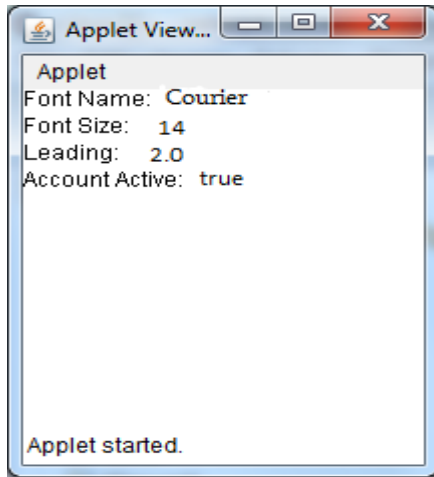 Applet View...
Applet
Font Name: Courier
Font Size: 14
Leading: 2.0
Account Active: true
Applet started.